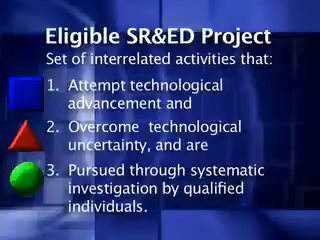 Eligible SR&ED Project
Set of interrelated activities that:
1. Attempt technological
advancement and
2. Overcome technological
uncertainty, and are
3. Pursued through systematic
investigation by qualified
individuals.